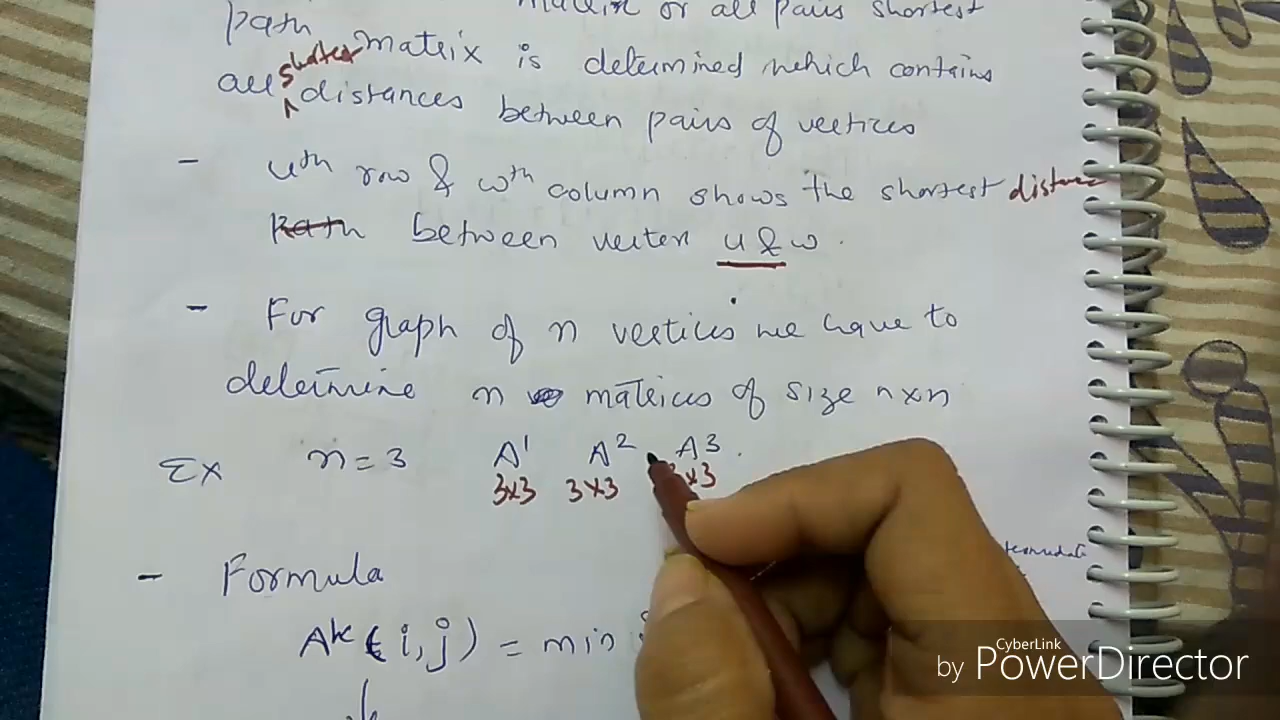 matrix or all pairs shortest
path matrix is determined which contains
shortest
all distances between pairs of vertices
- uth row & wth column shows the shortest distance
Path between vertex u & w.
- For graph of n vertices we have to
determine n matrices of size n×n
Ex n=3 A1 A2 A3.
3×3 3×3 3×3
- Formula
Ak(i,j) = min
CyberLink
by PowerDirector